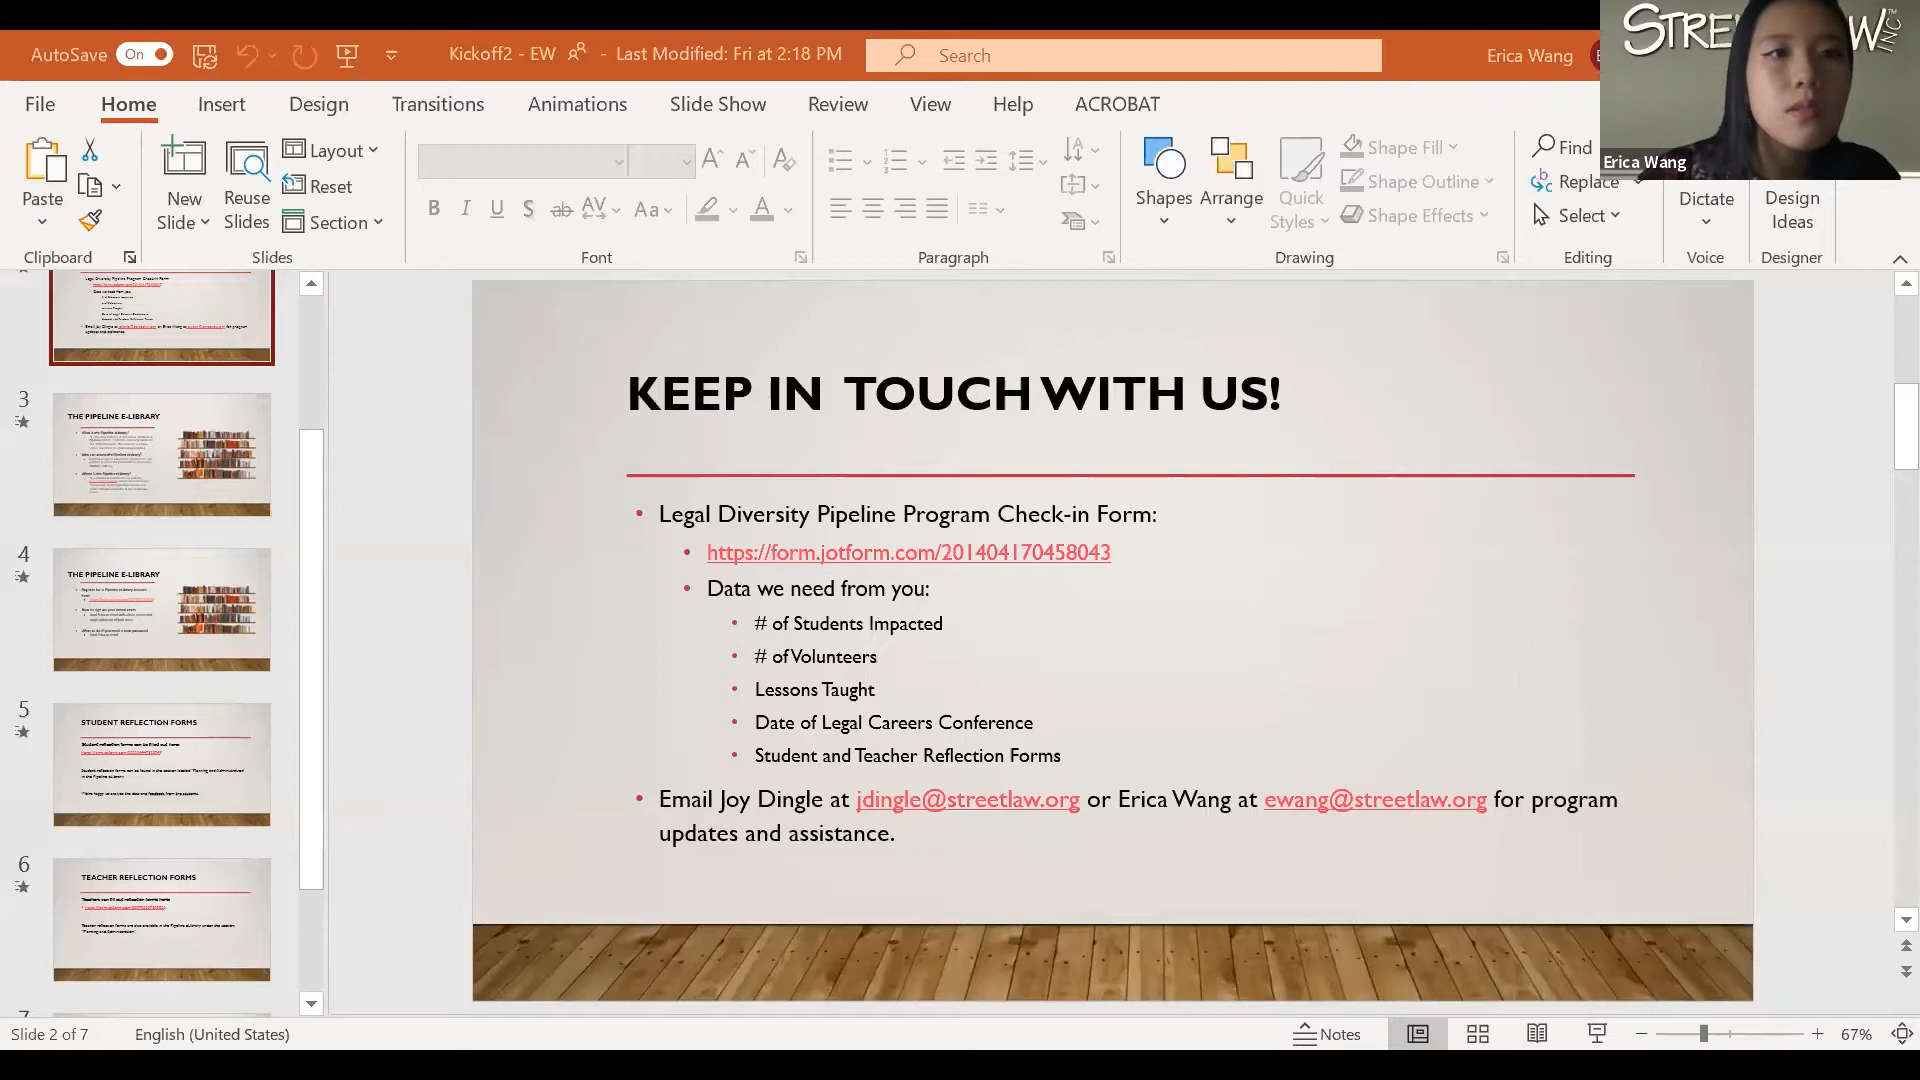 STREET LAW INC
AutoSave On
Kickoff2 - EW - Last Modified: Fri at 2:18 PM
Search
Erica Wang
File Home Insert Design Transitions Animations Slide Show Review View Help ACROBAT
Paste
New Slide
Reuse Slides
Layout
Reset
Section
Shapes
Arrange
Quick Styles
Shape Fill
Shape Outline
Shape Effects
Find
Replace
Select
Dictate
Design Ideas
Erica Wang
Clipboard Slides Font Paragraph Drawing Editing Voice Designer
3
THE PIPELINE E-LIBRARY
4
THE PIPELINE E-LIBRARY
5
STUDENT REFLECTION FORMS
6
TEACHER REFLECTION FORMS
KEEP IN TOUCH WITH US!
• Legal Diversity Pipeline Program Check-in Form:
• https://form.jotform.com/201404170458043
• Data we need from you:
• # of Students Impacted
• # of Volunteers
• Lessons Taught
• Date of Legal Careers Conference
• Student and Teacher Reflection Forms
• Email Joy Dingle at jdingle@streetlaw.org or Erica Wang at ewang@streetlaw.org for program
updates and assistance.
Slide 2 of 7 English (United States) Notes 67%